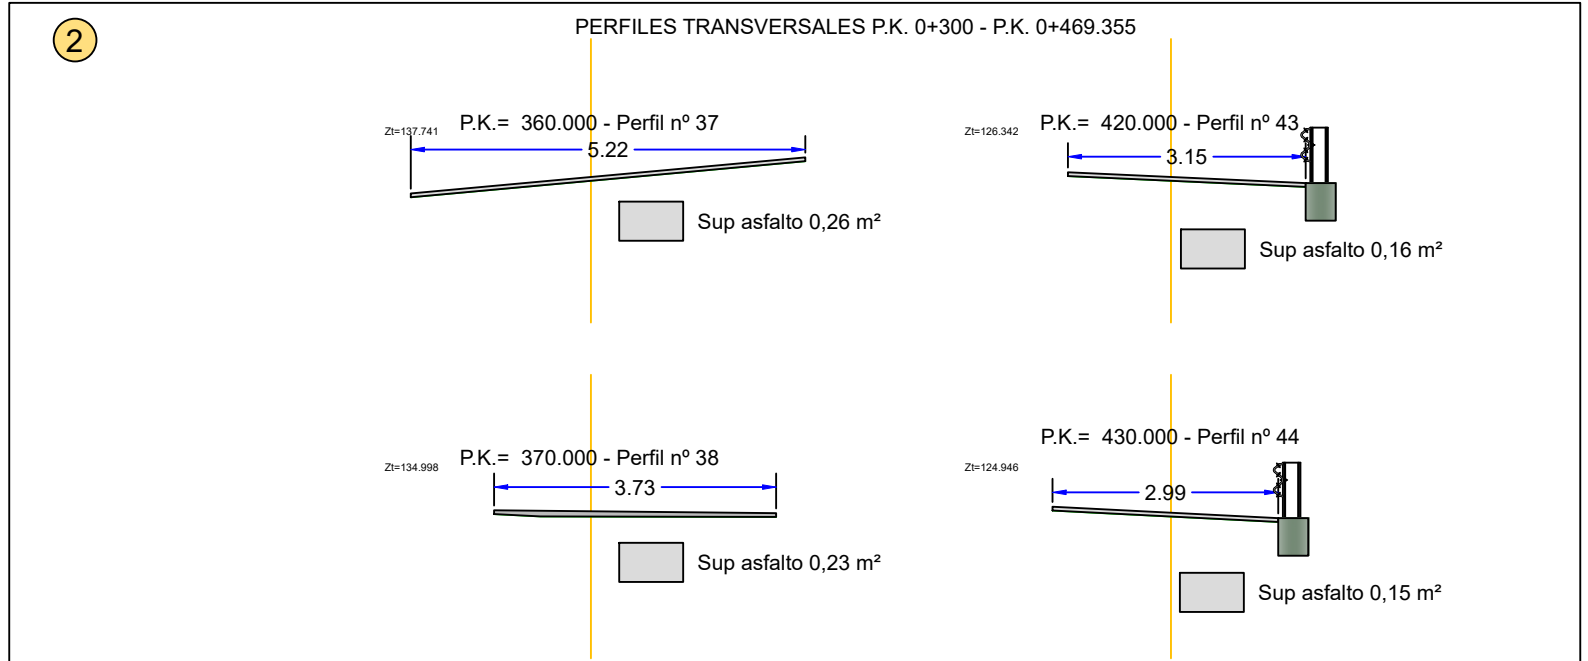 2
PERFILES TRANSVERSALES P.K. 0+300 - P.K. 0+469.355
Zt=137.741
P.K.= 360.000 - Perfil nº 37
5.22
Sup asfalto 0,26 m²
Zt=126.342
P.K.= 420.000 - Perfil nº 43
3.15
Sup asfalto 0,16 m²
Zt=134.998
P.K.= 370.000 - Perfil nº 38
3.73
Sup asfalto 0,23 m²
P.K.= 430.000 - Perfil nº 44
Zt=124.946
2.99
Sup asfalto 0,15 m²